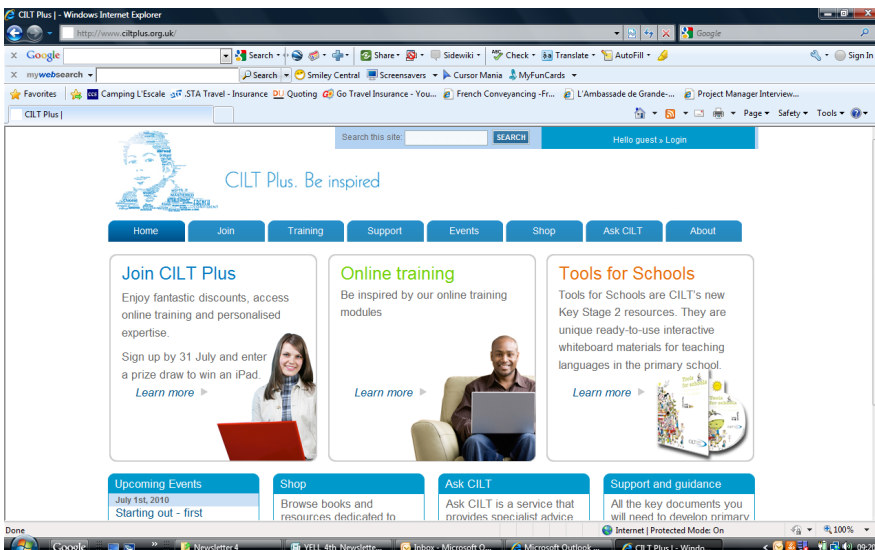 CILT Plus | - Windows Internet Explorer
http://www.ciltplus.org.uk/
Google
x Google Search Share Sidewiki Check Translate AutoFill Sign In
x mywebsearch Search Smiley Central Screensavers Cursor Mania MyFunCards
Favorites Camping L'Escale .STA Travel - Insurance Quoting Go Travel Insurance - You... French Conveyancing -Fr... L'Ambassade de Grande-... Project Manager Interview...
CILT Plus | Page Safety Tools
Search this site: SEARCH Hello guest » Login
CILT Plus. Be inspired
Home Join Training Support Events Shop Ask CILT About
Join CILT Plus
Enjoy fantastic discounts, access
online training and personalised
expertise.
Sign up by 31 July and enter
a prize draw to win an iPad.
Learn more
Online training
Be inspired by our online training
modules
Learn more
Tools for Schools
Tools for Schools are CILT's new
Key Stage 2 resources. They are
unique ready-to-use interactive
whiteboard materials for teaching
languages in the primary school.
Learn more
Upcoming Events
July 1st, 2010
Starting out - first
Shop
Browse books and
resources dedicated to
Ask CILT
Ask CILT is a service that
provides specialist advice
Support and guidance
All the key documents you
will need to develop primary
Done Internet | Protected Mode: On 100%
Google Newsletter4 YELL 4th Newslette... Inbox - Microsoft O... Microsoft Outlook ... CILT Plus | - Windo... 09:20